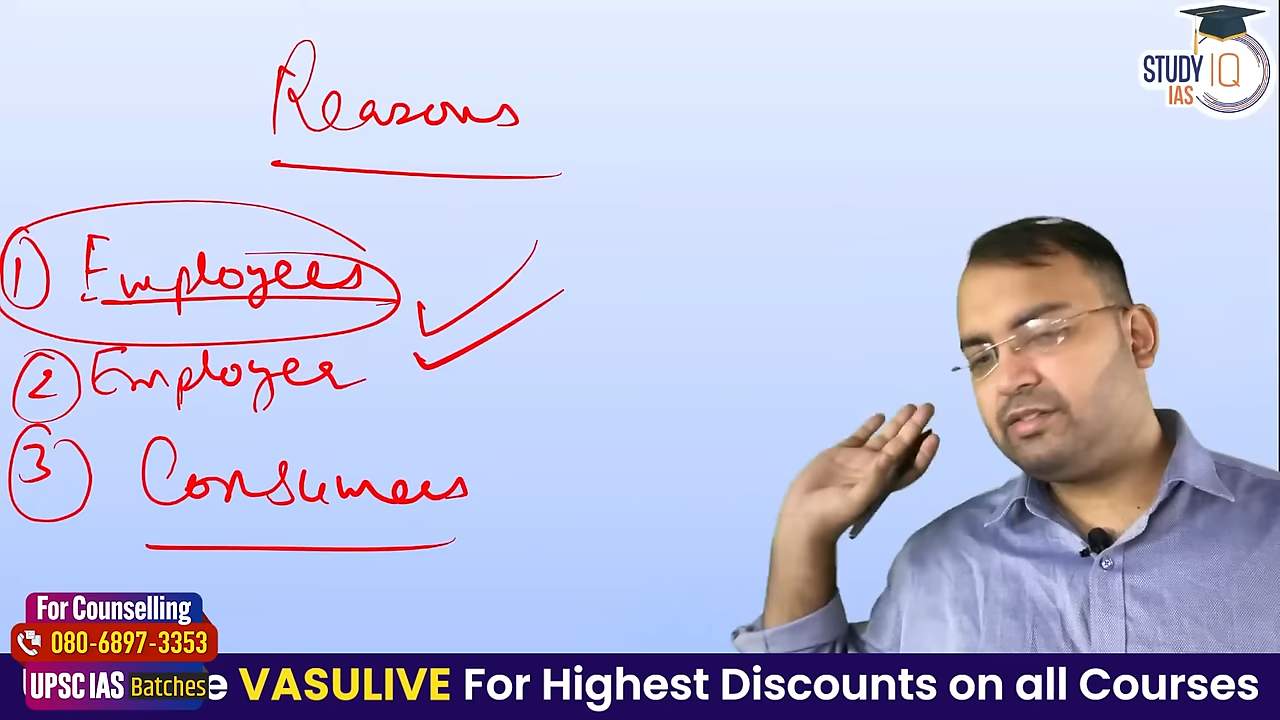 STUDY IQ
IAS
Reasons
1 Employees
2 Employer
3 Consumers
For Counselling
080-6897-3353
UPSC IAS Batches
e VASULIVE For Highest Discounts on all Courses